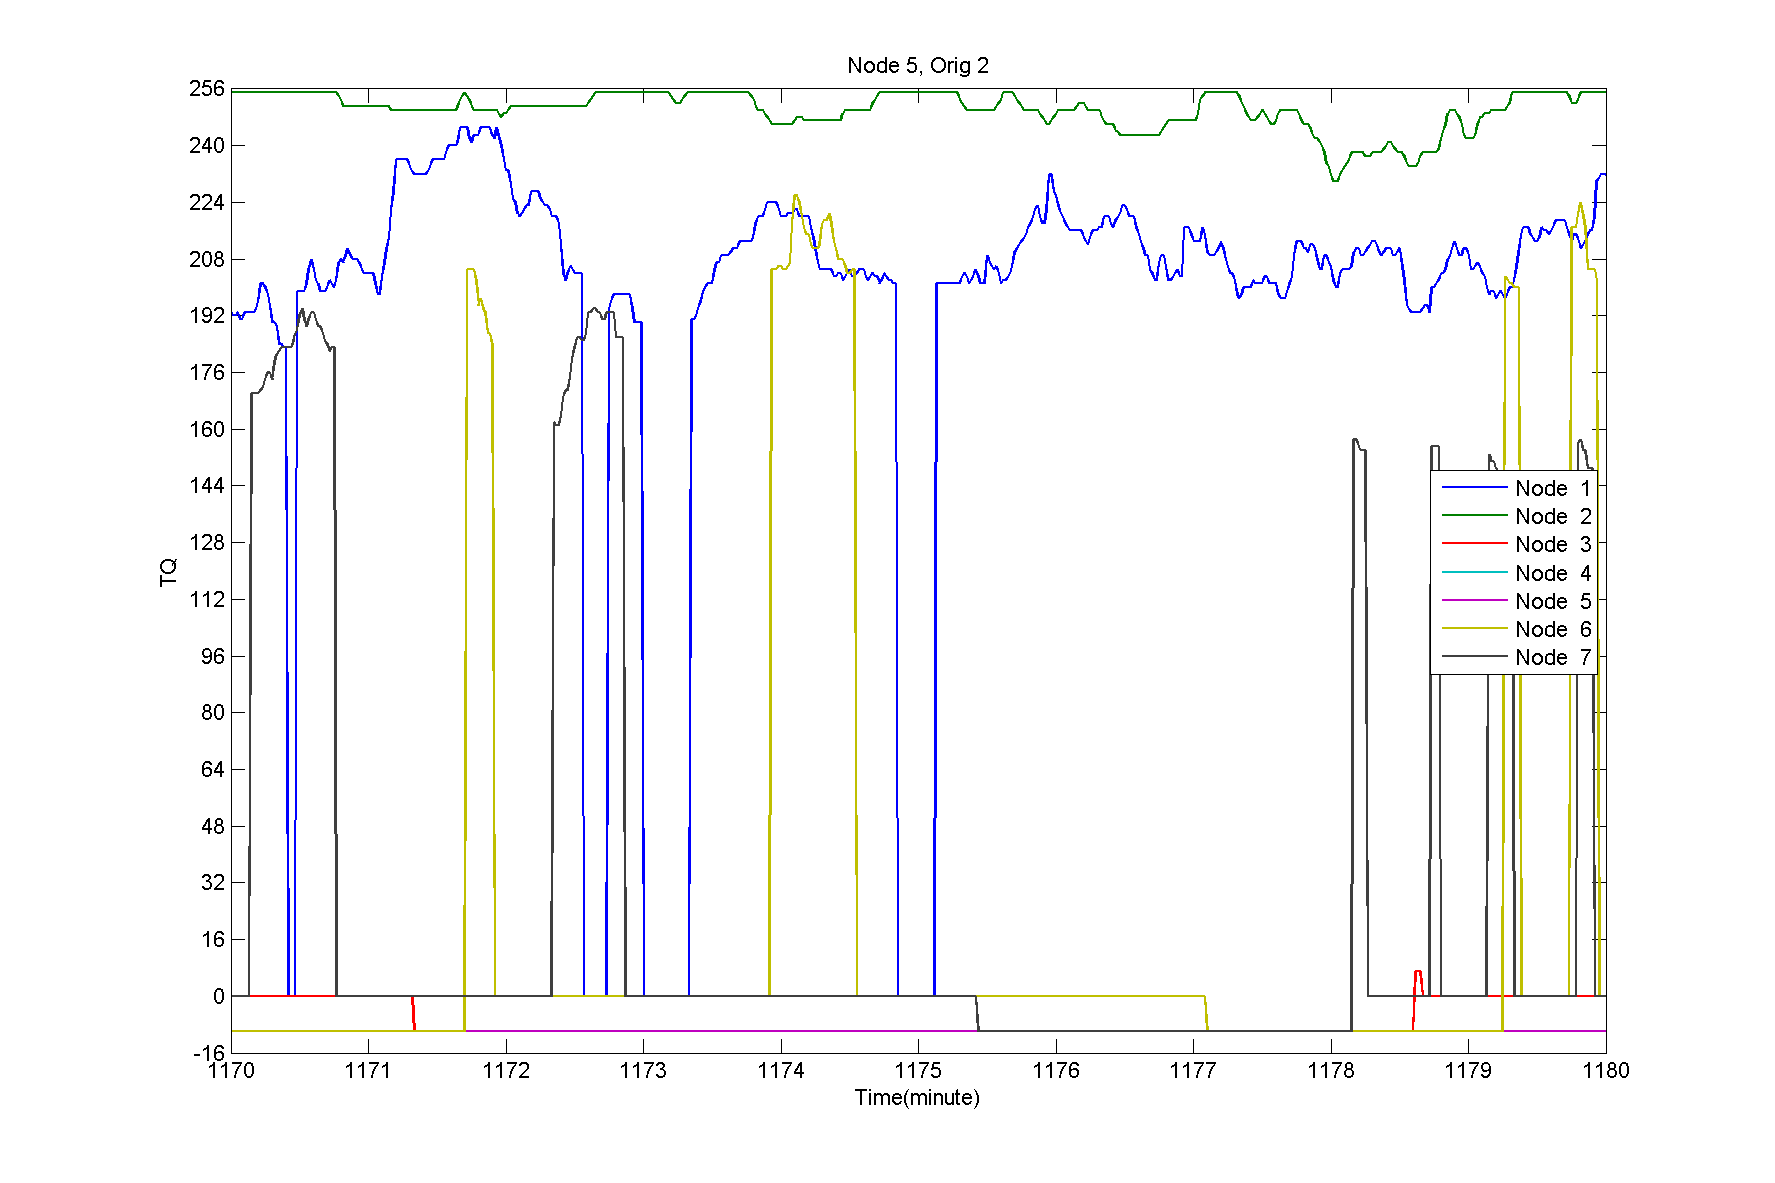 Node 5, Orig 2
256
240
224
208
192
176
160
144
128
112
96
80
64
48
32
16
0
-16
TQ
Node 1
Node 2
Node 3
Node 4
Node 5
Node 6
Node 7
1170 1171 1172 1173 1174 1175 1176 1177 1178 1179 1180
Time(minute)